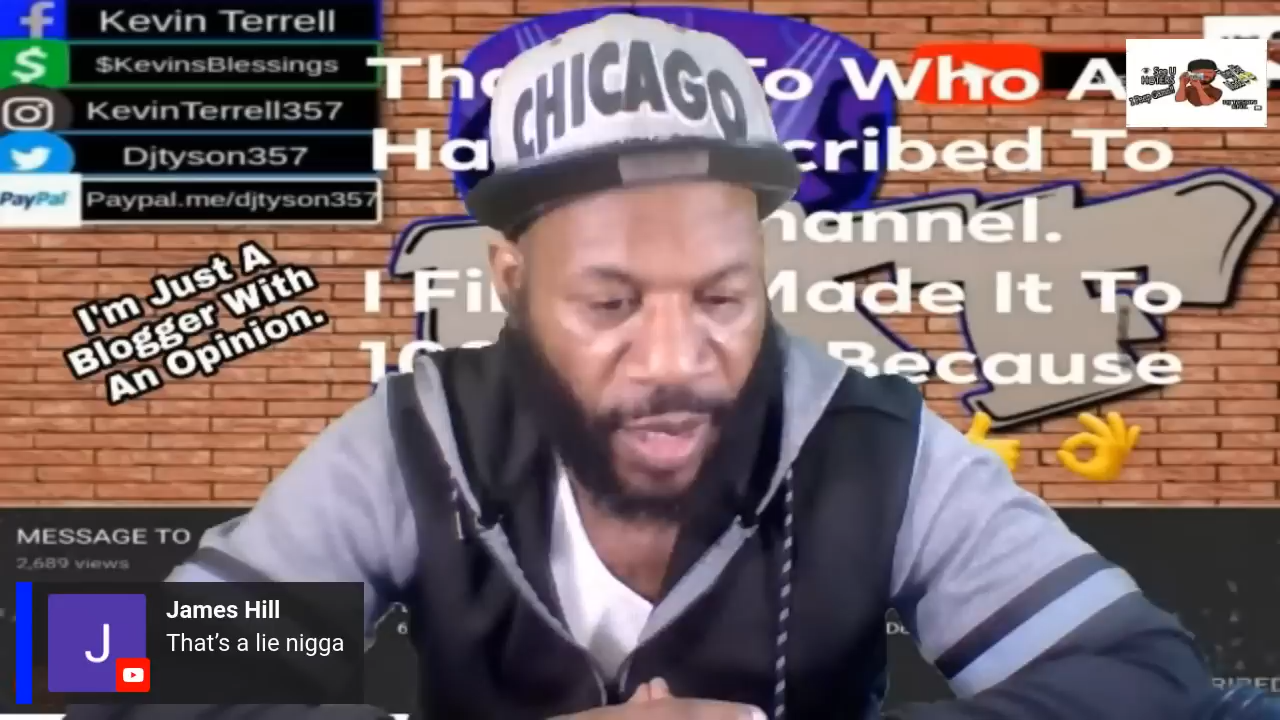 Kevin Terrell
$KevinsBlessings
KevinTerrell357
Djtyson357
PayPal
Paypal.me/djtyson357
I'm Just A
Blogger With
An Opinion.
To Who A
Ha cribed To
hannel.
I Fi Made It To
Because
CHICAGO
MESSAGE TO
2,689 views
J
James Hill
That's a lie nigga